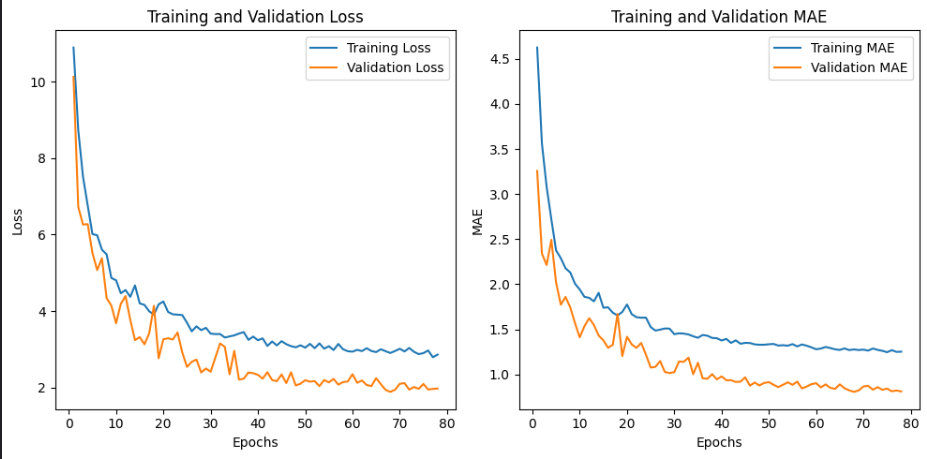 Training and Validation Loss
Training Loss
Validation Loss
10
8
6
4
2
Loss
0 10 20 30 40 50 60 70 80
Epochs
Training and Validation MAE
Training MAE
Validation MAE
4.5
4.0
3.5
3.0
2.5
2.0
1.5
1.0
MAE
0 10 20 30 40 50 60 70 80
Epochs